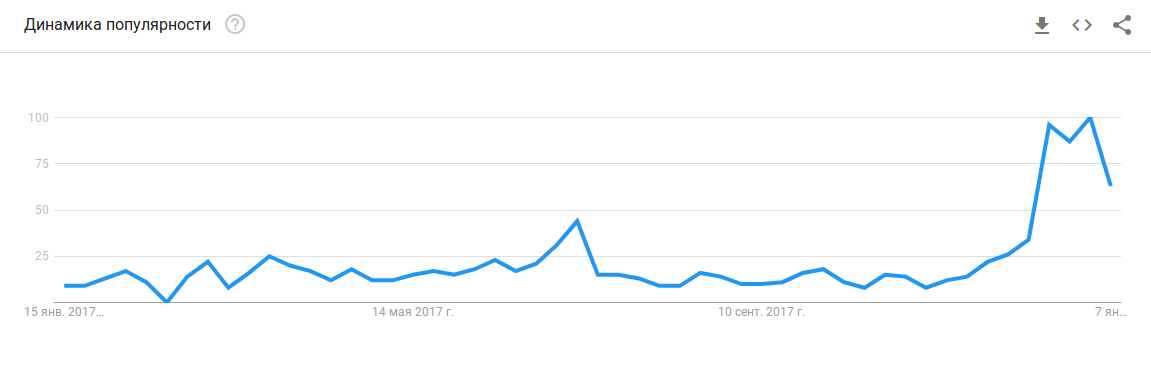 Динамика популярности
100
75
50
25
15 янв. 2017… 14 мая 2017 г. 10 сент. 2017 г. 7 ян…